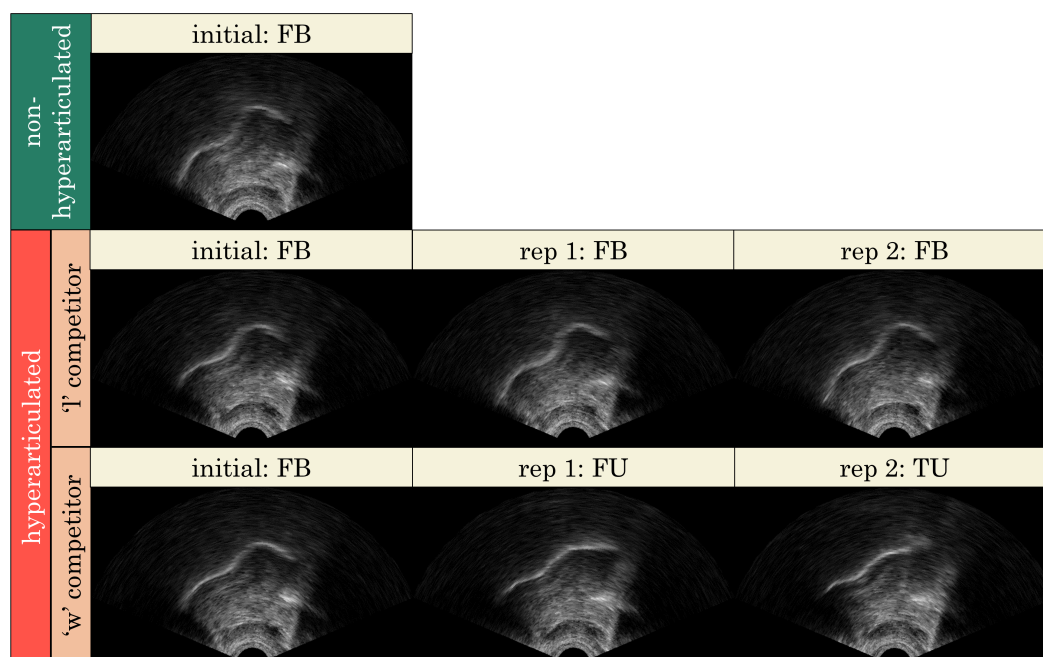 non-
hyperarticulated
initial: FB
hyperarticulated
‘l’ competitor
initial: FB
rep 1: FB
rep 2: FB
‘w’ competitor
initial: FB
rep 1: FU
rep 2: TU